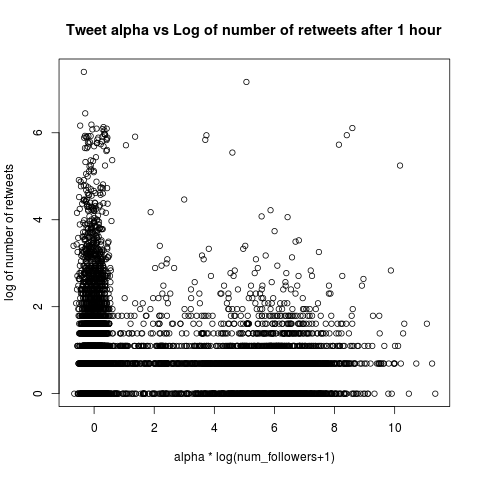 Tweet alpha vs Log of number of retweets after 1 hour
log of number of retweets
6
4
2
0
0 2 4 6 8 10
alpha * log(num_followers+1)